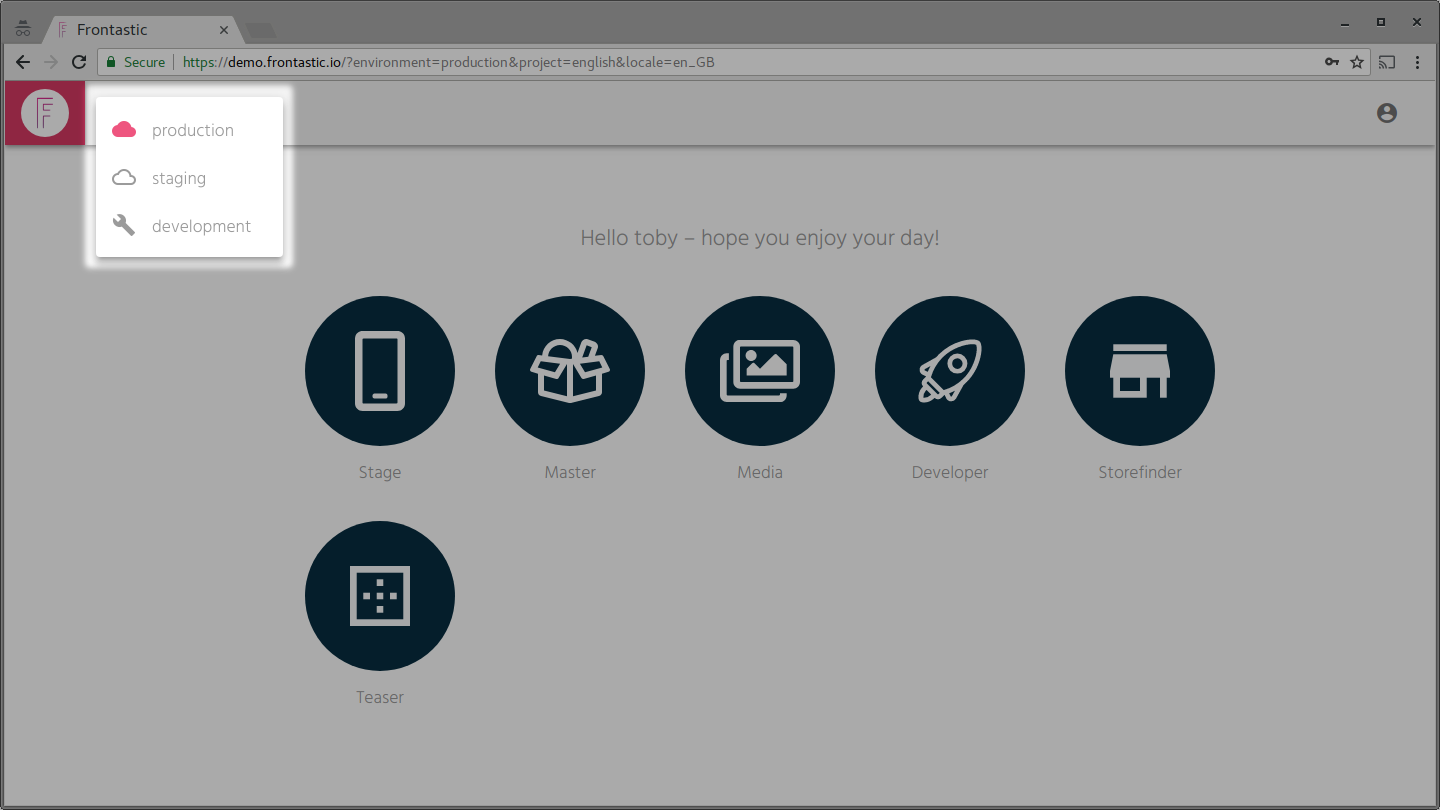 Frontastic
Secure https://demo.frontastic.io/?environment=production&project=english&locale=en_GB
production
staging
development
Hello toby – hope you enjoy your day!
Stage Master Media Developer Storefinder
Teaser